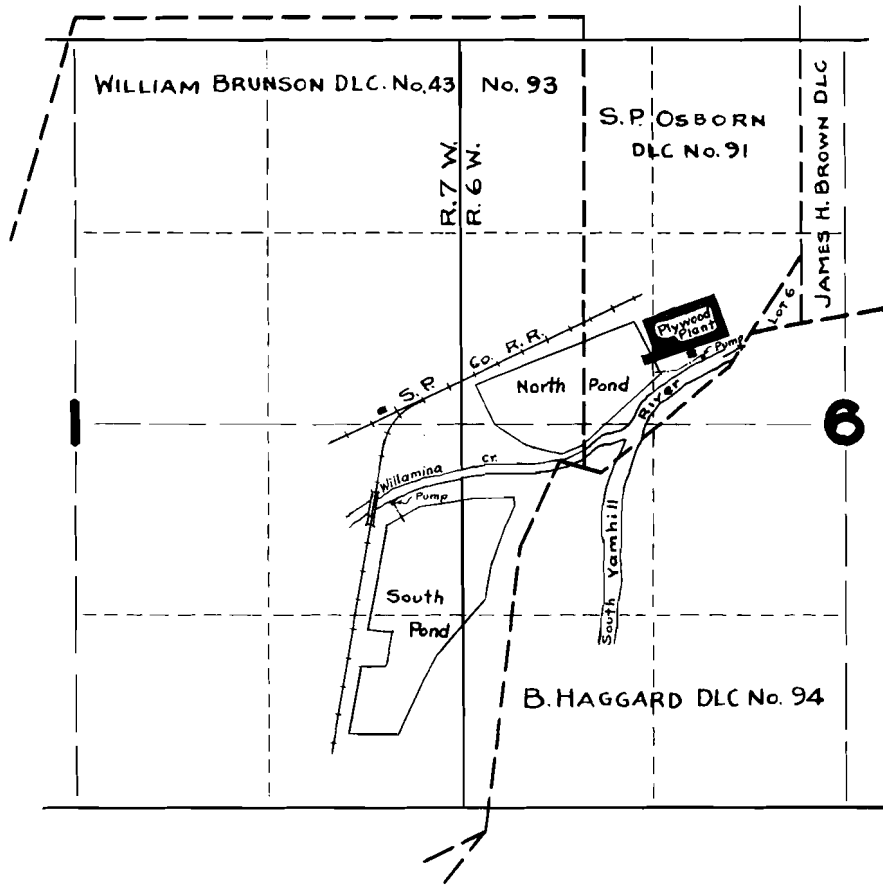 WILLIAM BRUNSON DLC. No. 43
No. 93
S.P. OSBORN
DLC No. 91
JAMES H. BROWN DLC
R. 7 W.
R. 6 W.
LOT 6
Plywood
Plant
Pump
S. P. Co. R. R.
North Pond
River
1
6
Willamina Cr.
Pump
South Yamhill
South
Pond
B. HAGGARD DLC No. 94